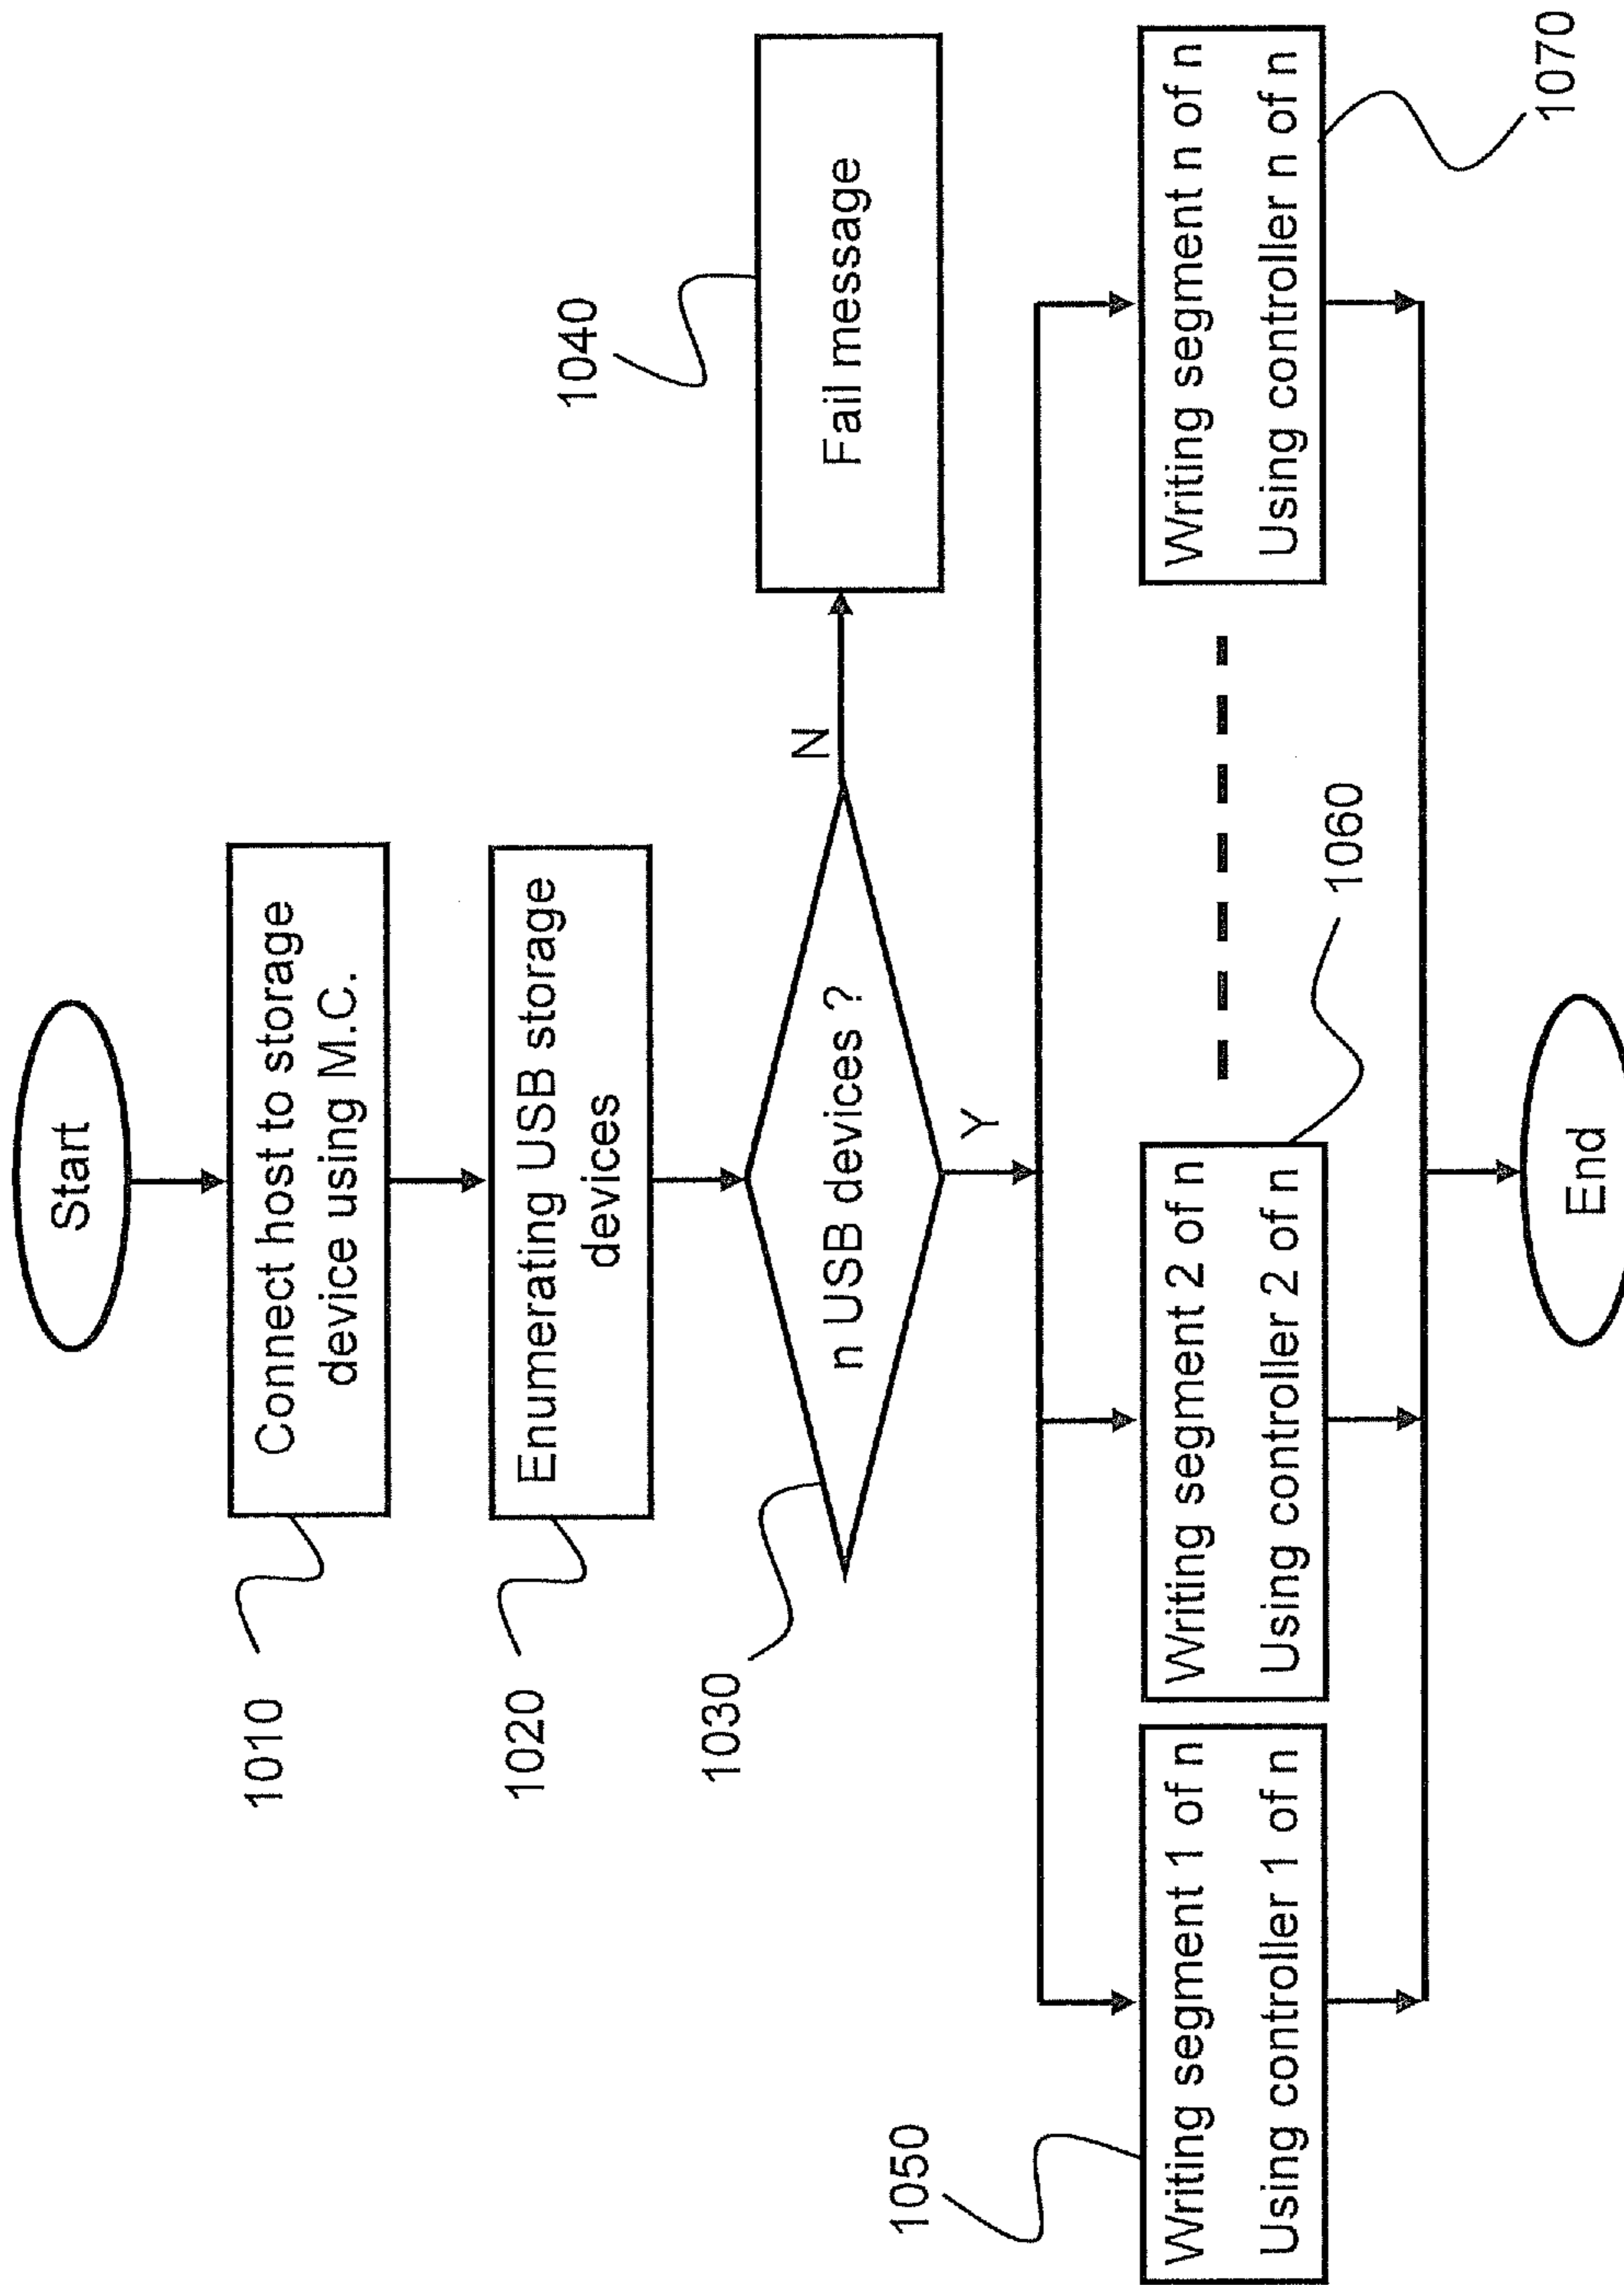 Start
1010
Connect host to storage
device using M.C.
1020
Enumerating USB storage
devices
1030
n USB devices ?
N
1040
Fail message
Y
1050
Writing segment 1 of n
Using controller 1 of n
Writing segment 2 of n
Using controller 2 of n
1060
Writing segment n of n
Using controller n of n
1070
End